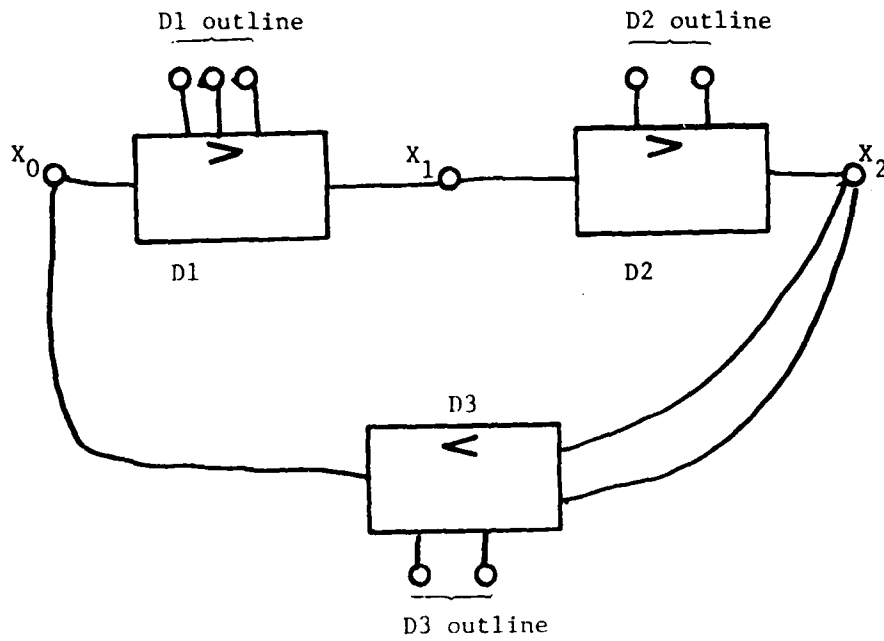 D1 outline
D2 outline
X0
>
X1
>
X2
D1
D2
D3
<
D3 outline